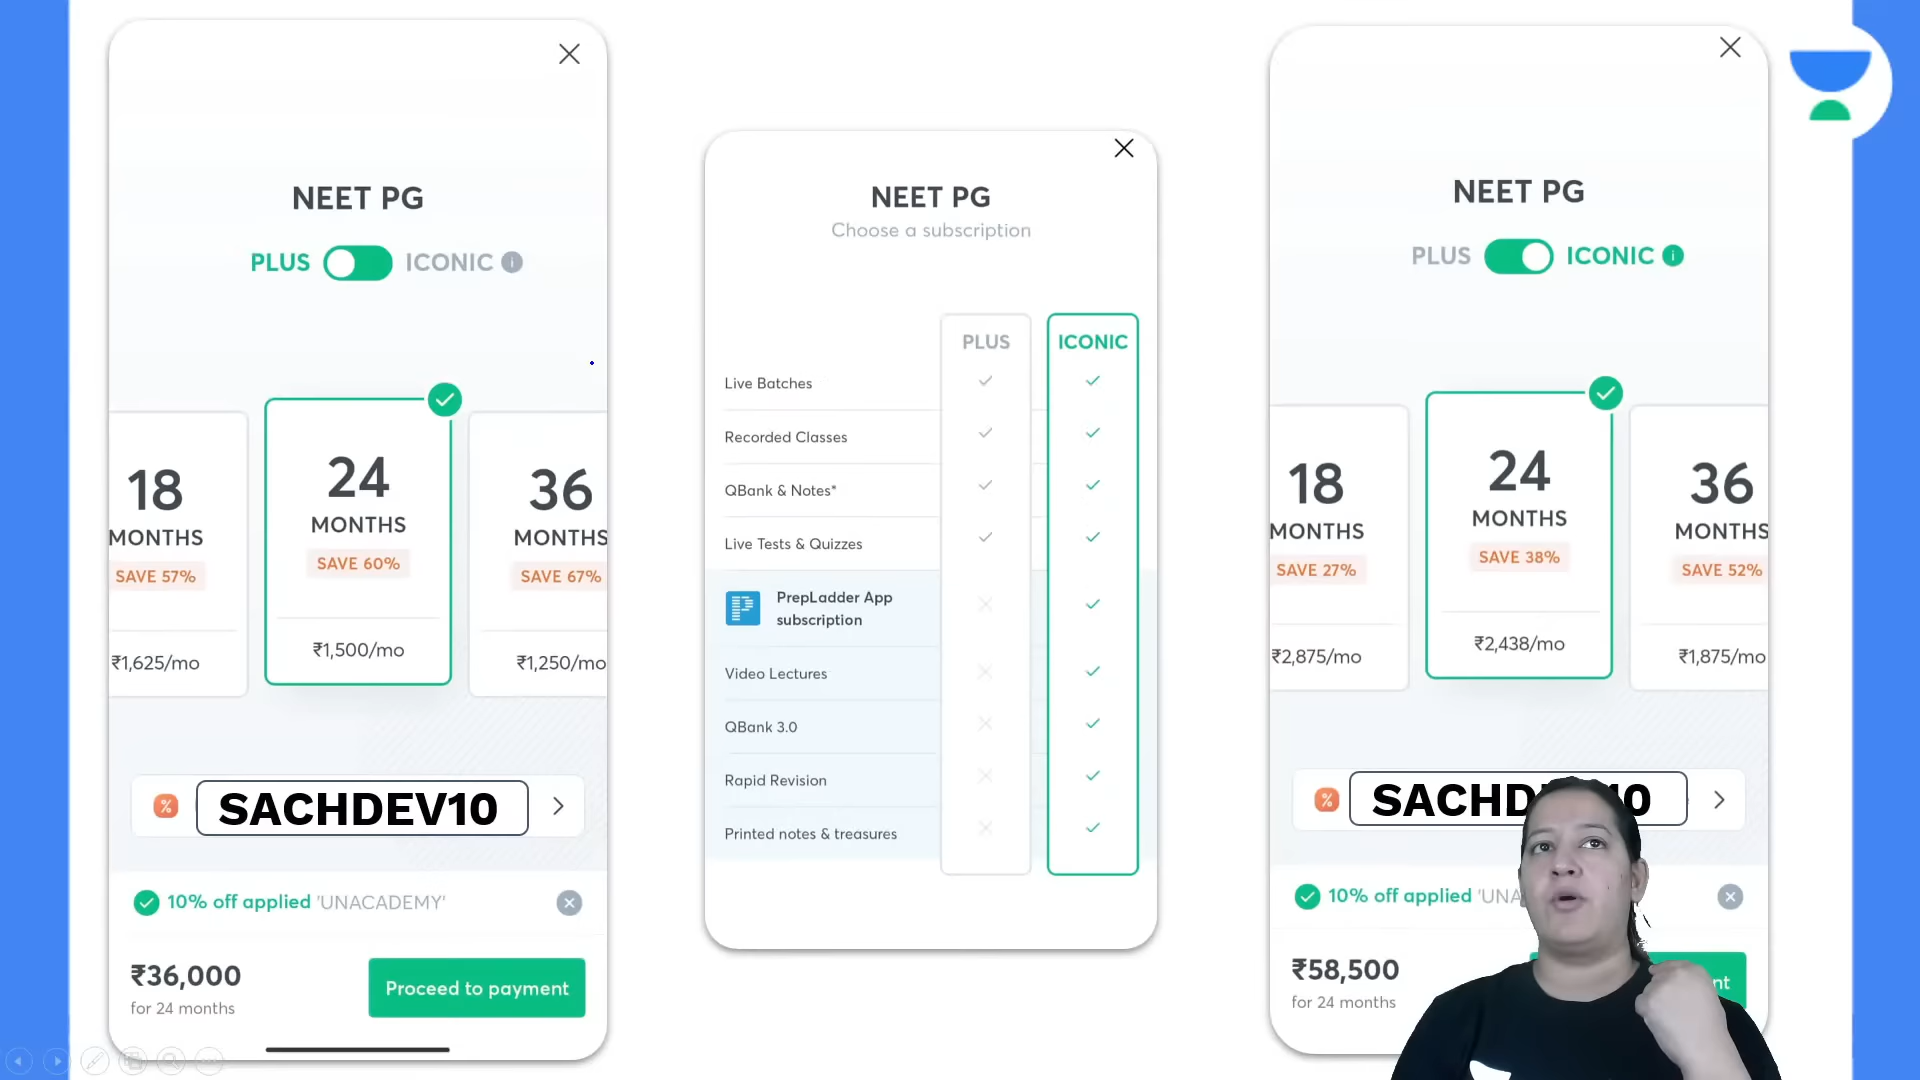 NEET PG
PLUS ICONIC
18
MONTHS
SAVE 57%
₹1,625/mo
24
MONTHS
SAVE 60%
₹1,500/mo
36
MONTHS
SAVE 67%
₹1,250/mo
SACHDEV10
10% off applied 'UNACADEMY'
₹36,000
for 24 months
Proceed to payment
NEET PG
Choose a subscription
PLUS ICONIC
Live Batches
Recorded Classes
QBank & Notes*
Live Tests & Quizzes
PrepLadder App
subscription
Video Lectures
QBank 3.0
Rapid Revision
Printed notes & treasures
NEET PG
PLUS ICONIC
18
MONTHS
SAVE 27%
₹2,875/mo
24
MONTHS
SAVE 38%
₹2,438/mo
36
MONTHS
SAVE 52%
₹1,875/mo
10% off applied
₹58,500
for 24 months